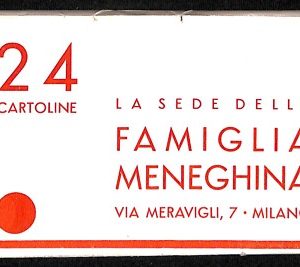 24
CARTOLINE
LA SEDE DELL
FAMIGLIA
MENEGHINA
VIA MERAVIGLI, 7 • MILANO